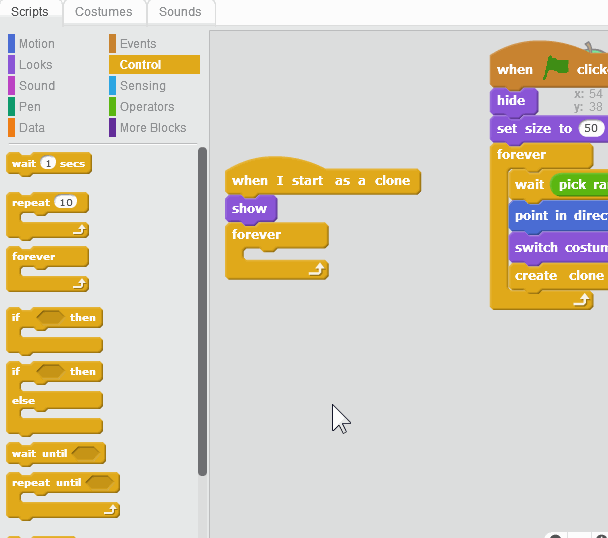 Scripts Costumes Sounds
Motion Events
Looks Control
Sound Sensing
Pen Operators
Data More Blocks
wait 1 secs
repeat 10
forever
if then
if then
else
wait until
repeat until
when I start as a clone
show
forever
when click
x: 54
y: 38
hide
set size to 50
forever
wait pick ra
point in direc
switch costum
create clone